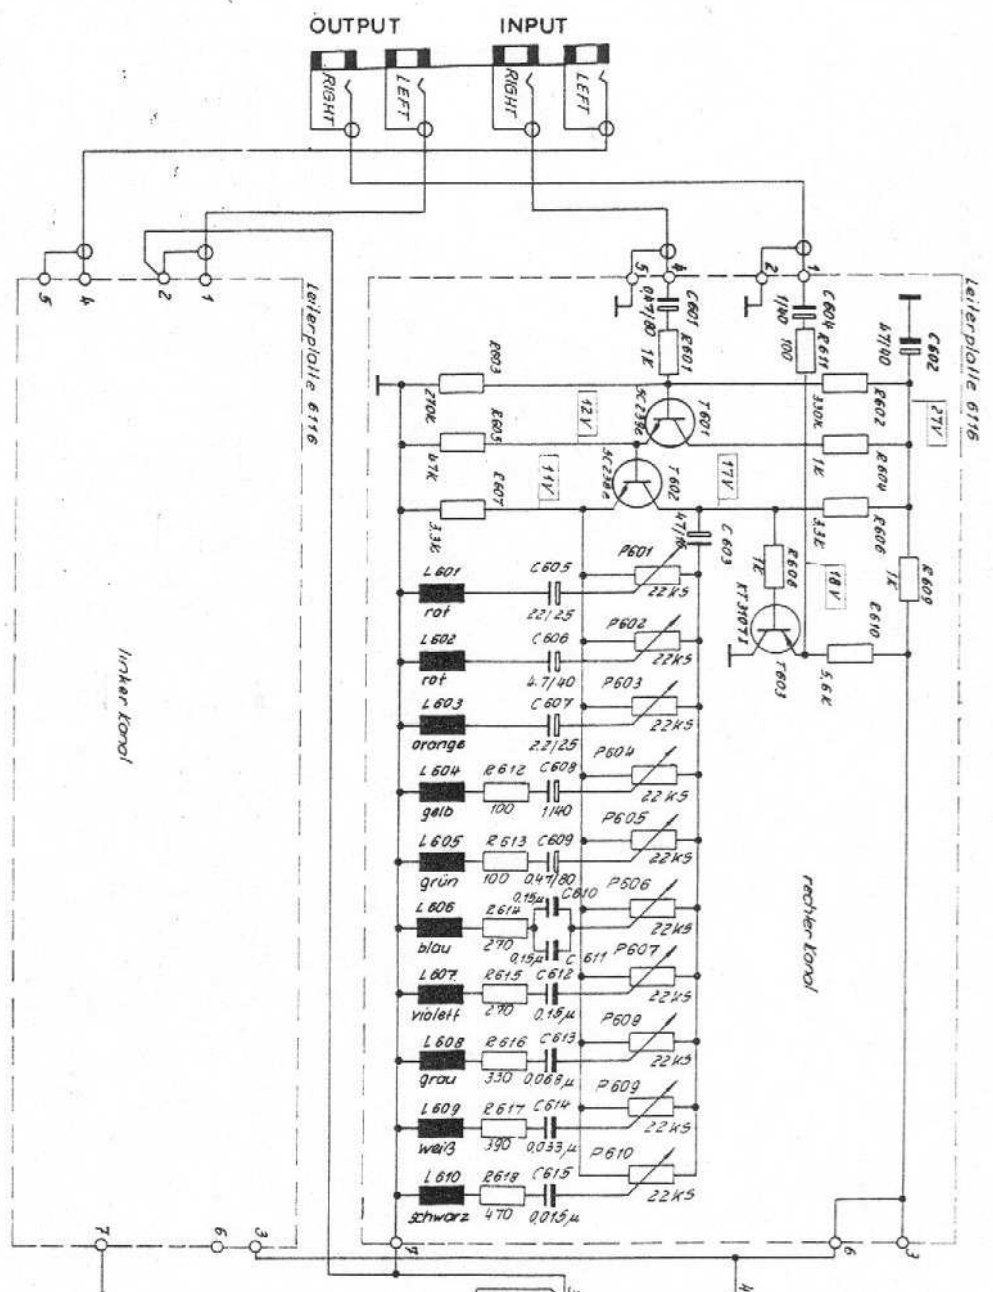 OUTPUT INPUT
RIGHT
LEFT
RIGHT
LEFT
5
4
2
1
5
4
2
1
Leiterplatte 6116
Leiterplatte 6116
C601
0,47/80
R601
1K
C604
1/40
R611
100
C602
47/40
27V
R603
270K
R605
47K
R607
3.3K
12V
11V
SC239e
T601
SC239e
T602
17V
47/16
C603
330K
R602
1K
R604
3.3K
R606
R608
1K
18V
R609
1K
R610
5,6K
KT3107I
T603
linker Kanal
rechter Kanal
L601 C605 P601
rot 22/25 22KS
L602 C606 P602
rot 4.7/40 22KS
L603 C607 P603
orange 2.2/25 22KS
L604 R612 C608 P604
gelb 100 1/40 22KS
L605 R613 C609 P605
grün 100 0.47/80 22KS
L606 R614 0.15µ C610 P606
blau 270 0,15µ C611 22KS
L607 R615 C612 P607
violett 270 0.15µ 22KS
L608 R616 C613 P609
grau 330 0,068µ 22KS
L609 R617 C614 P609
weiß 390 0,033µ 22KS
L610 R618 C615 P610
schwarz 470 0,015µ 22KS
7
6
3
7
6
3
4